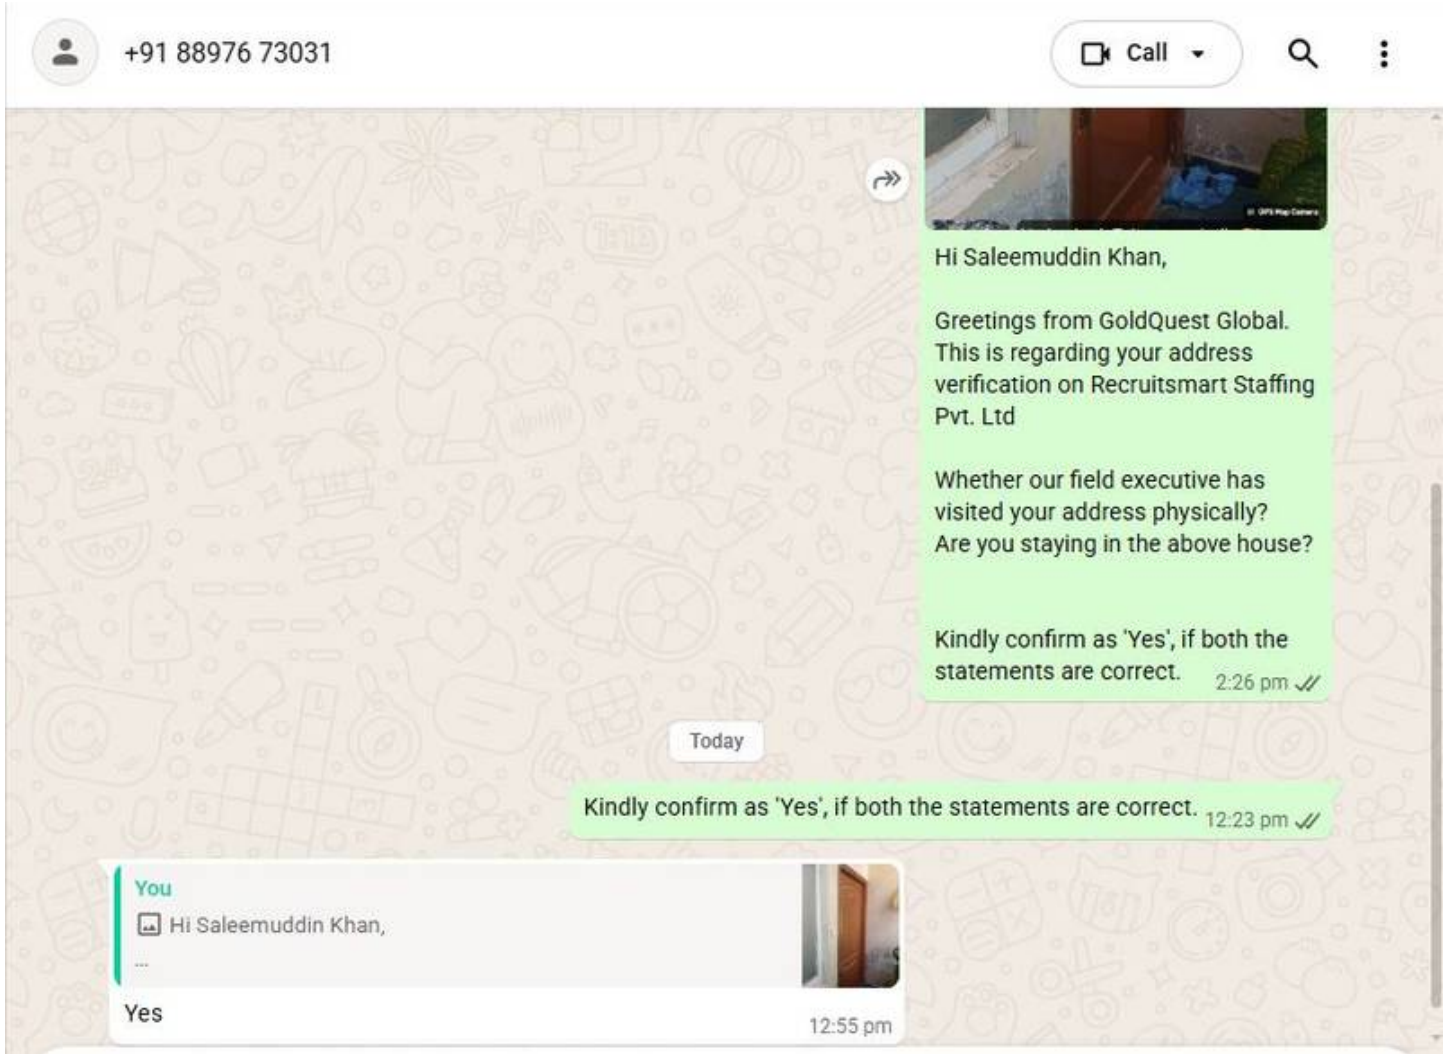 +91 88976 73031
Call
GPS Map Camera
Hi Saleemuddin Khan,
Greetings from GoldQuest Global.
This is regarding your address
verification on Recruitsmart Staffing
Pvt. Ltd
Whether our field executive has
visited your address physically?
Are you staying in the above house?
Kindly confirm as 'Yes', if both the
statements are correct.
2:26 pm
Today
Kindly confirm as 'Yes', if both the statements are correct.
12:23 pm
You
Hi Saleemuddin Khan,
...
Yes
12:55 pm